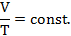 V/T = const.